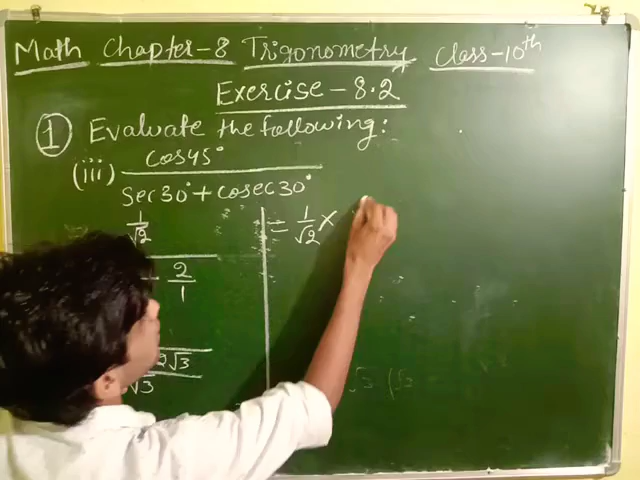 Math Chapter-8 Trigonometry Class-10th
Exercise-8.2
① Evaluate the following:
(iii) cos45°
sec30°+cosec30°
1
√2
= 1/√2 ×
2
1
2√3
√3